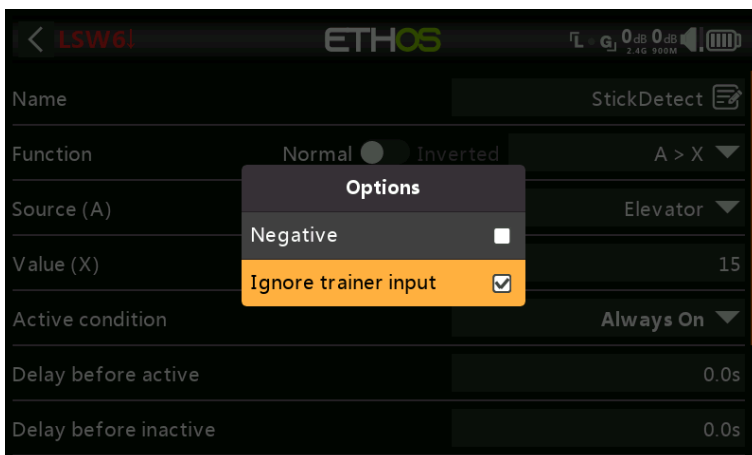 LSW6! ETHOS L G 0dB 0dB
2.4G 900M
Name StickDetect
Function Normal Inverted A > X
Options
Source (A) Elevator
Negative
Value (X) 15
Ignore trainer input
Active condition Always On
Delay before active 0.0s
Delay before inactive 0.0s